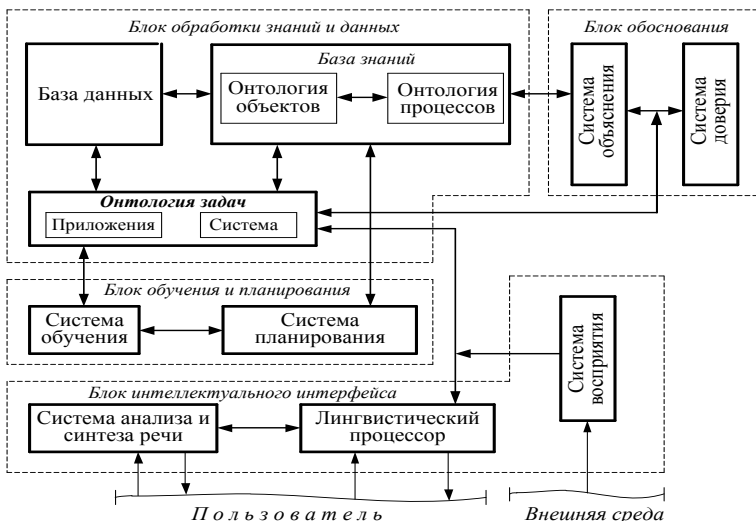 Блок обработки знаний и данных
Блок обоснования
База данных
База знаний
Онтология
объектов
Онтология
процессов
Система
объяснения
Система
доверия
Онтология задач
Приложения
Система
Блок обучения и планирования
Система
обучения
Система
планирования
Система
восприятия
Блок интеллектуального интерфейса
Система анализа и
синтеза речи
Лингвистический
процессор
Пользователь
Внешняя среда